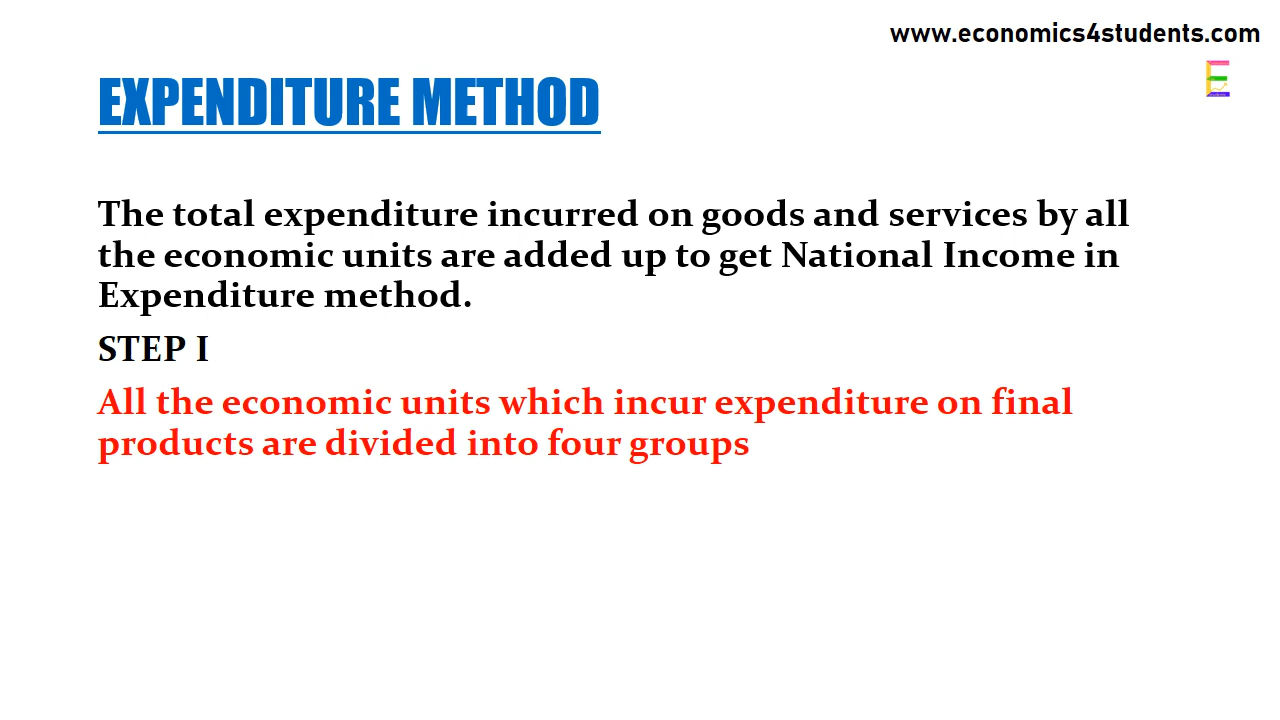 www.economics4students.com
EXPENDITURE METHOD
The total expenditure incurred on goods and services by all
the economic units are added up to get National Income in
Expenditure method.
STEP I
All the economic units which incur expenditure on final
products are divided into four groups